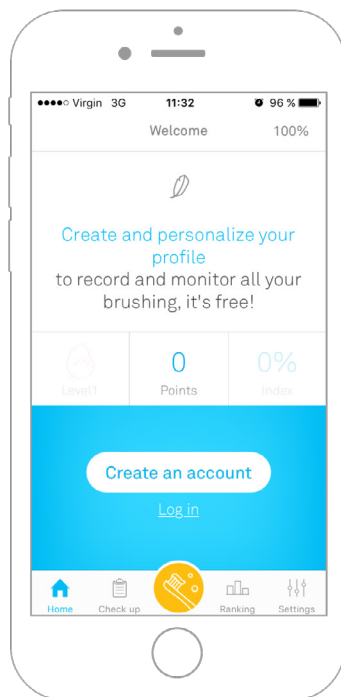 ●●●●○ Virgin 3G 11:32 96 %
Welcome 100%
Create and personalize your
profile
to record and monitor all your
brushing, it's free!
0 0%
Level1 Points Index
Create an account
Log in
Home Check up Ranking Settings